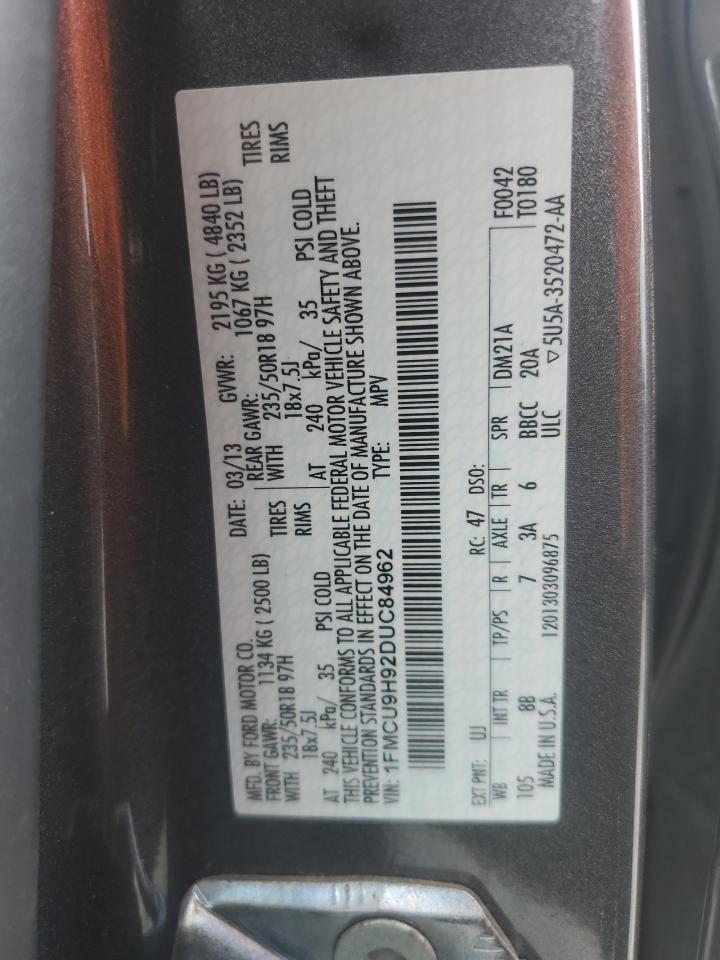 MFD. BY FORD MOTOR CO.
DATE: 03/13 GVWR: 2195 KG ( 4840 LB)
FRONT GAWR: 1134 KG ( 2500 LB)
REAR GAWR: 1067 KG ( 2352 LB)
WITH 235/50R18 97H TIRES
WITH 235/50R18 97H TIRES
18x7.5J RIMS
18x7.5J RIMS
AT 240 kPa/ 35 PSI COLD
AT 240 kPa/ 35 PSI COLD
THIS VEHICLE CONFORMS TO ALL APPLICABLE FEDERAL MOTOR VEHICLE SAFETY AND THEFT
PREVENTION STANDARDS IN EFFECT ON THE DATE OF MANUFACTURE SHOWN ABOVE.
VIN: 1FMCU9H92DUC84962 TYPE: MPV
EXT PNT: UJ RC: 47 DSO:
WB INT TR TP/PS R AXLE TR SPR DM21A F0042
105 8B 7 3A 6 BBCC 20A T0180
MADE IN U.S.A. 1201303096875 ULC ▽5U5A-3520472-AA